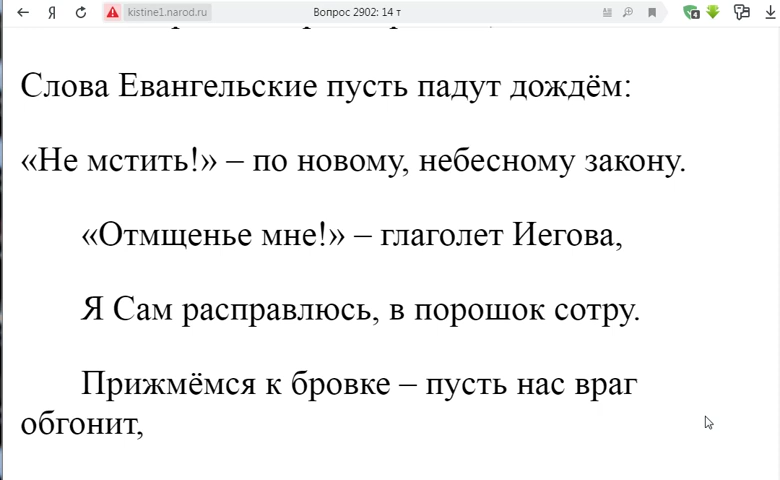 kistine1.narod.ru
Вопрос 2902: 14 т
Слова Евангельские пусть падут дождём:
«Не мстить!» – по новому, небесному закону.
«Отмщенье мне!» – глаголет Иегова,
Я Сам расправлюсь, в порошок сотру.
Прижмёмся к бровке – пусть нас враг
обгонит,